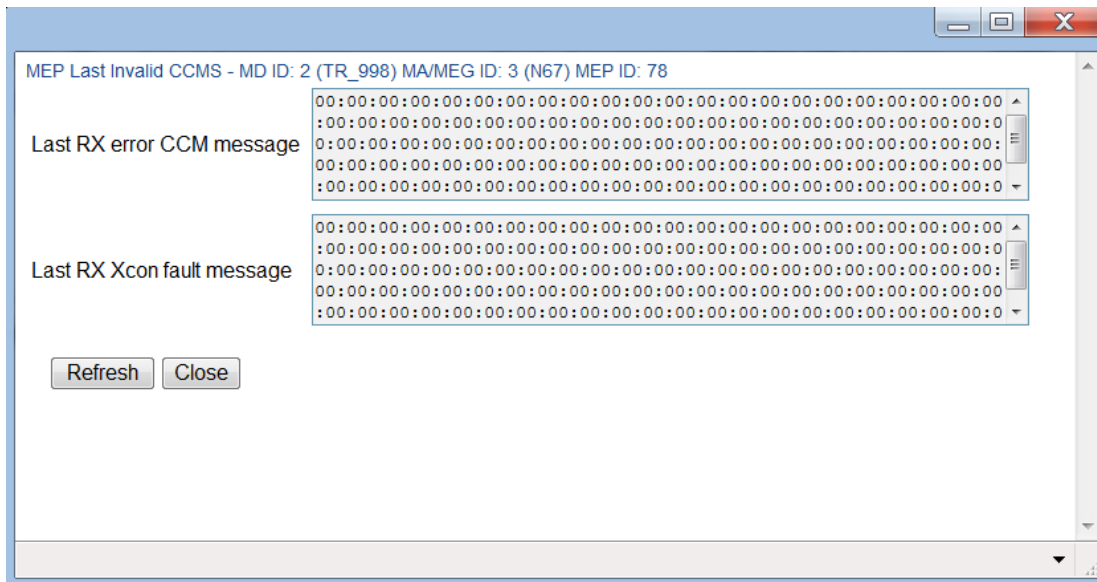 MEP Last Invalid CCMS - MD ID: 2 (TR_998) MA/MEG ID: 3 (N67) MEP ID: 78
Last RX error CCM message
00:00:00:00:00:00:00:00:00:00:00:00:00:00:00:00:00:00:00:00:00:00:00:00
:00:00:00:00:00:00:00:00:00:00:00:00:00:00:00:00:00:00:00:00:00:00:00:0
0:00:00:00:00:00:00:00:00:00:00:00:00:00:00:00:00:00:00:00:00:00:00:00:
00:00:00:00:00:00:00:00:00:00:00:00:00:00:00:00:00:00:00:00:00:00:00:00
:00:00:00:00:00:00:00:00:00:00:00:00:00:00:00:00:00:00:00:00:00:00:00:0
Last RX Xcon fault message
00:00:00:00:00:00:00:00:00:00:00:00:00:00:00:00:00:00:00:00:00:00:00:00
:00:00:00:00:00:00:00:00:00:00:00:00:00:00:00:00:00:00:00:00:00:00:00:0
0:00:00:00:00:00:00:00:00:00:00:00:00:00:00:00:00:00:00:00:00:00:00:00:
00:00:00:00:00:00:00:00:00:00:00:00:00:00:00:00:00:00:00:00:00:00:00:00
:00:00:00:00:00:00:00:00:00:00:00:00:00:00:00:00:00:00:00:00:00:00:00:0
Refresh Close